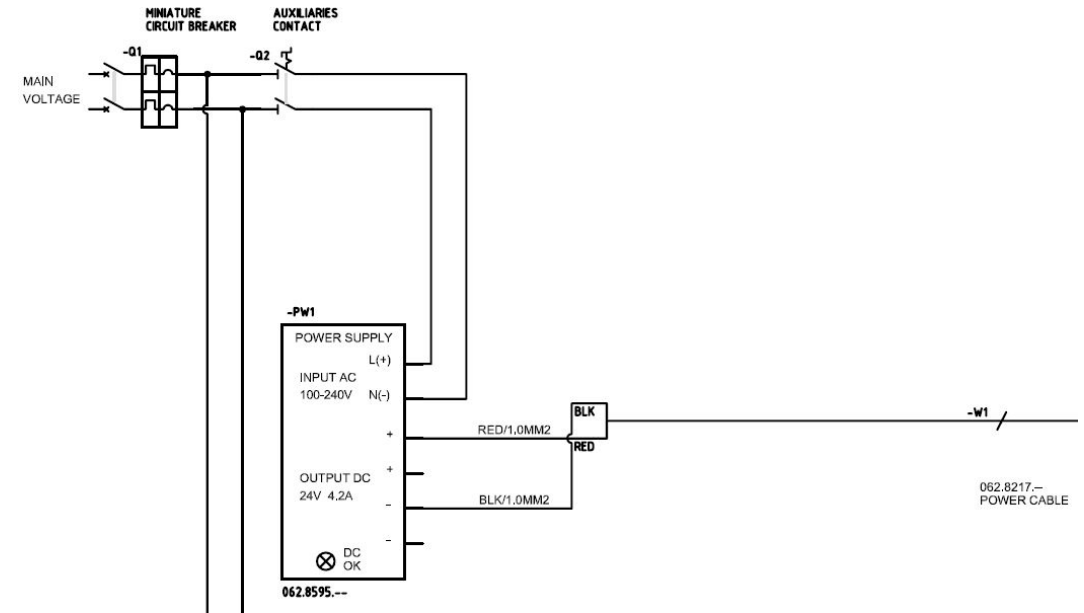 MINIATURE
CIRCUIT BREAKER
AUXILIARIES
CONTACT
-Q1
-Q2
MAIN
VOLTAGE
-PW1
POWER SUPPLY
L(+)
INPUT AC
100-240V
N(-)
+
RED/1.0MM2
BLK
RED
-W1
+
OUTPUT DC
24V 4.2A
-
BLK/1.0MM2
062.8217.--
POWER CABLE
-
DC
OK
062.8595.--